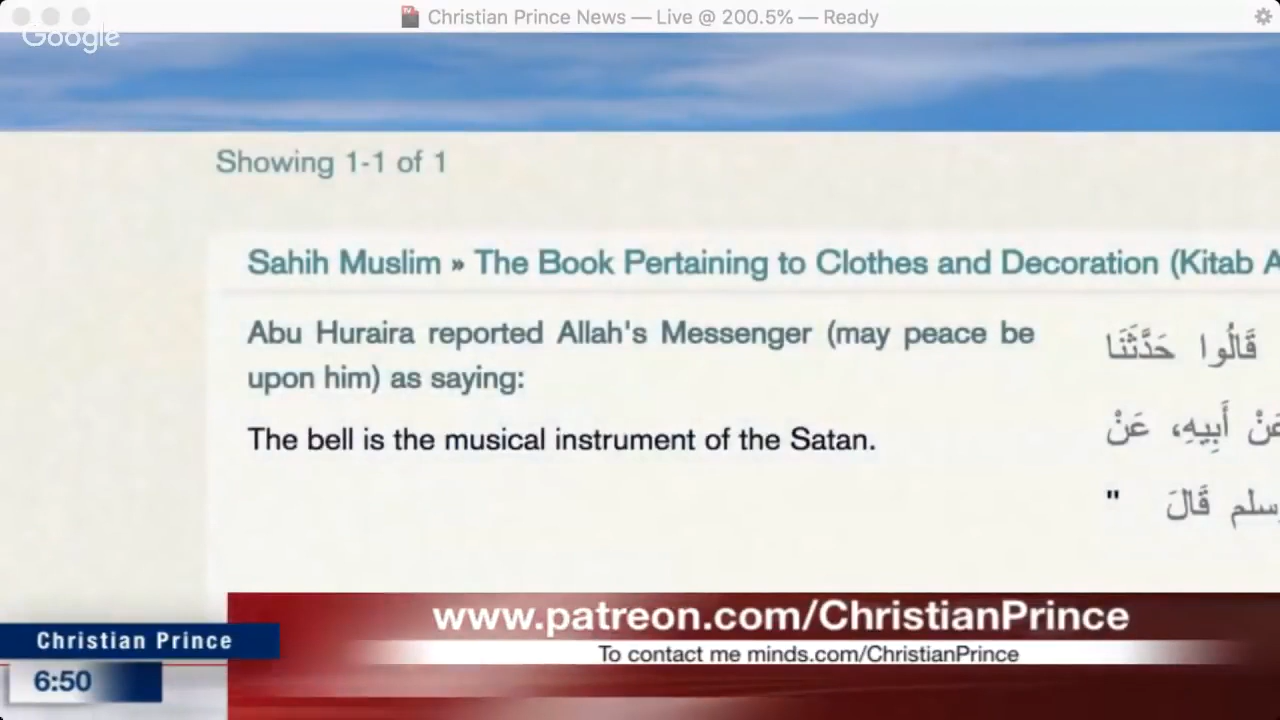 Christian Prince News — Live @ 200.5% — Ready
Google
Showing 1-1 of 1
Sahih Muslim » The Book Pertaining to Clothes and Decoration (Kitab A
Abu Huraira reported Allah's Messenger (may peace be
upon him) as saying:
The bell is the musical instrument of the Satan.
قَالُوا حَدَّثَنَا
عَنْ أَبِيهِ، عَنْ
وسلم قَالَ "
www.patreon.com/ChristianPrince
To contact me minds.com/ChristianPrince
Christian Prince
6:50